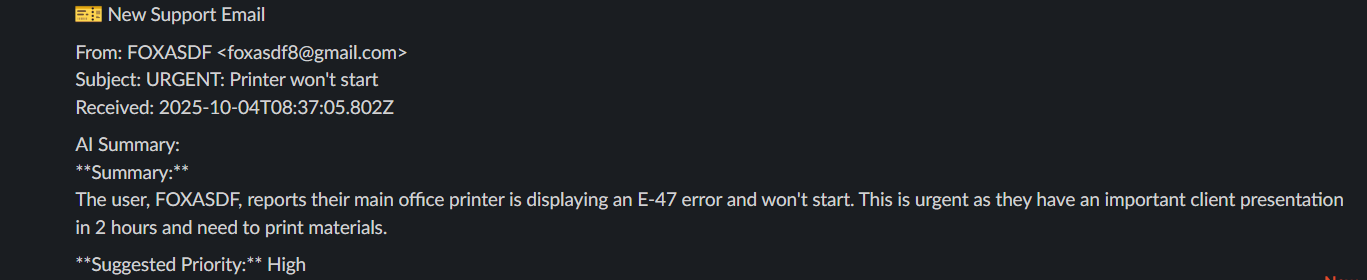 🎫 New Support Email
From: FOXASDF <foxasdf8@gmail.com>
Subject: URGENT: Printer won't start
Received: 2025-10-04T08:37:05.802Z
AI Summary:
**Summary:**
The user, FOXASDF, reports their main office printer is displaying an E-47 error and won't start. This is urgent as they have an important client presentation
in 2 hours and need to print materials.
**Suggested Priority:** High